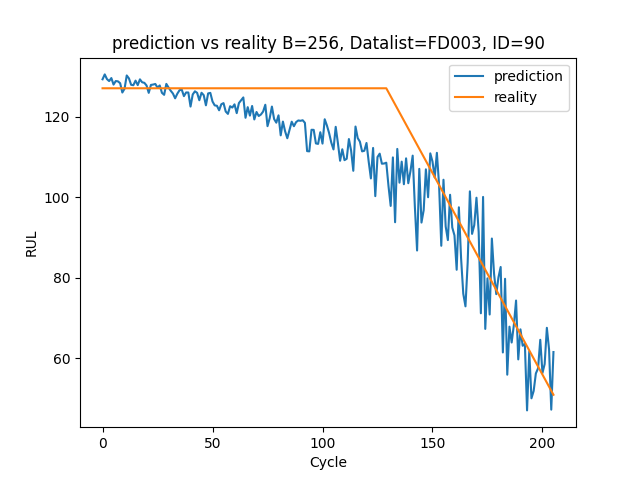 prediction vs reality B=256, Datalist=FD003, ID=90
prediction
reality
RUL
120
100
80
60
0
50
100
150
200
Cycle